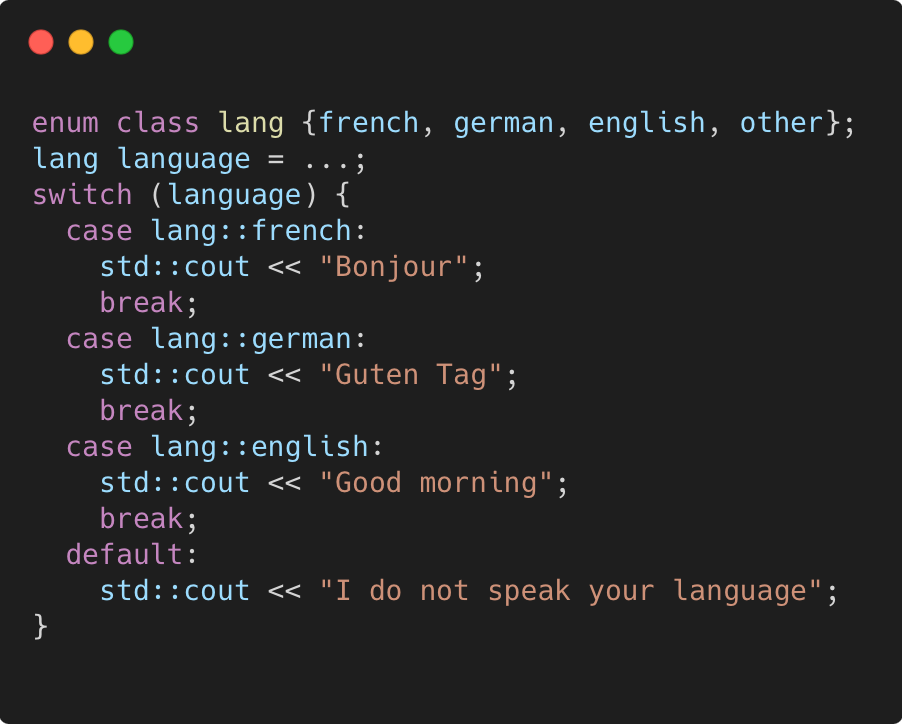 enum class lang {french, german, english, other};
lang language = ...;
switch (language) {
  case lang::french:
    std::cout << "Bonjour";
    break;
  case lang::german:
    std::cout << "Guten Tag";
    break;
  case lang::english:
    std::cout << "Good morning";
    break;
  default:
    std::cout << "I do not speak your language";
}